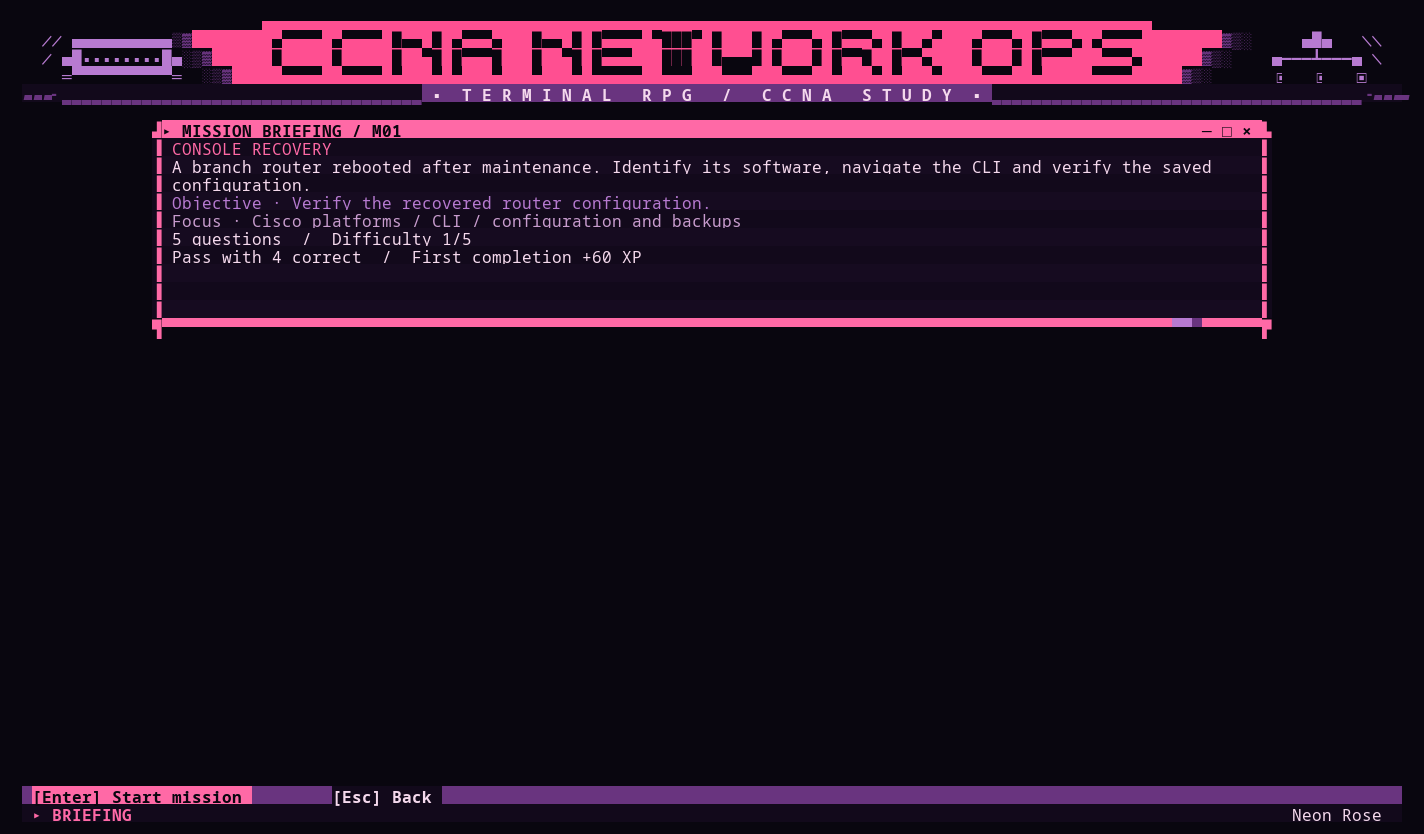 CCNA NETWORK OPS
TERMINAL RPG / CCNA STUDY
▸ MISSION BRIEFING / M01 — □ ×
CONSOLE RECOVERY
A branch router rebooted after maintenance. Identify its software, navigate the CLI and verify the saved
configuration.
Objective · Verify the recovered router configuration.
Focus · Cisco platforms / CLI / configuration and backups
5 questions / Difficulty 1/5
Pass with 4 correct / First completion +60 XP
[Enter] Start mission [Esc] Back
▸ BRIEFING Neon Rose